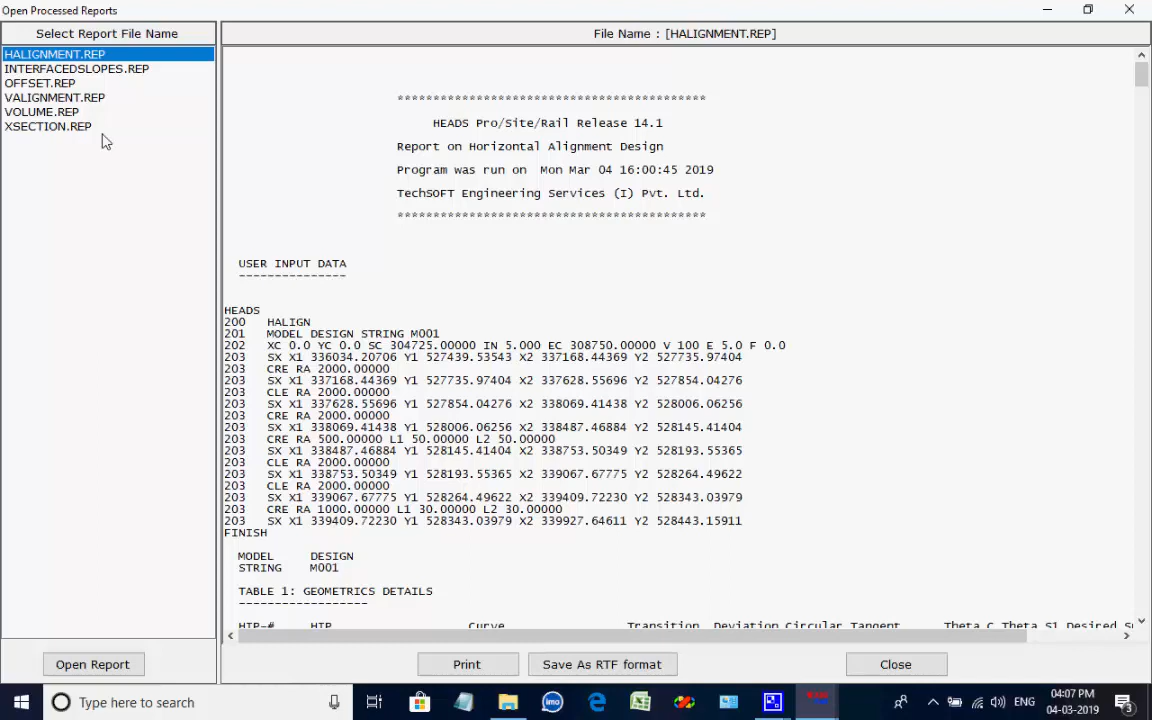 Open Processed Reports
Select Report File Name
File Name : [HALIGNMENT.REP]
HALIGNMENT.REP
INTERFACEDSLOPES.REP
OFFSET.REP
VALIGNMENT.REP
VOLUME.REP
XSECTION.REP
*******************************************
HEADS Pro/Site/Rail Release 14.1
Report on Horizontal Alignment Design
Program was run on  Mon Mar 04 16:00:45 2019
TechSOFT Engineering Services (I) Pvt. Ltd.
*******************************************
USER INPUT DATA
---------------
HEADS
200   HALIGN
201   MODEL DESIGN STRING M001
202   XC 0.0 YC 0.0 SC 304725.00000 IN 5.000 EC 308750.00000 V 100 E 5.0 F 0.0
203   SX X1 336034.20706 Y1 527439.53543 X2 337168.44369 Y2 527735.97404
203   CRE RA 2000.00000
203   SX X1 337168.44369 Y1 527735.97404 X2 337628.55696 Y2 527854.04276
203   CLE RA 2000.00000
203   SX X1 337628.55696 Y1 527854.04276 X2 338069.41438 Y2 528006.06256
203   CRE RA 2000.00000
203   SX X1 338069.41438 Y1 528006.06256 X2 338487.46884 Y2 528145.41404
203   CRE RA 500.00000 L1 50.00000 L2 50.00000
203   SX X1 338487.46884 Y1 528145.41404 X2 338753.50349 Y2 528193.55365
203   CLE RA 2000.00000
203   SX X1 338753.50349 Y1 528193.55365 X2 339067.67775 Y2 528264.49622
203   CLE RA 2000.00000
203   SX X1 339067.67775 Y1 528264.49622 X2 339409.72230 Y2 528343.03979
203   CRE RA 1000.00000 L1 30.00000 L2 30.00000
203   SX X1 339409.72230 Y1 528343.03979 X2 339927.64611 Y2 528443.15911
FINISH
MODEL     DESIGN
STRING    M001
TABLE 1: GEOMETRICS DETAILS
------------------
HIP-#   HIP   Curve   Transition   Deviation Circular Tangent   Theta C Theta S1 Desired
Open Report
Print
Save As RTF format
Close
Type here to search
imo
ENG
04:07 PM
04-03-2019
3